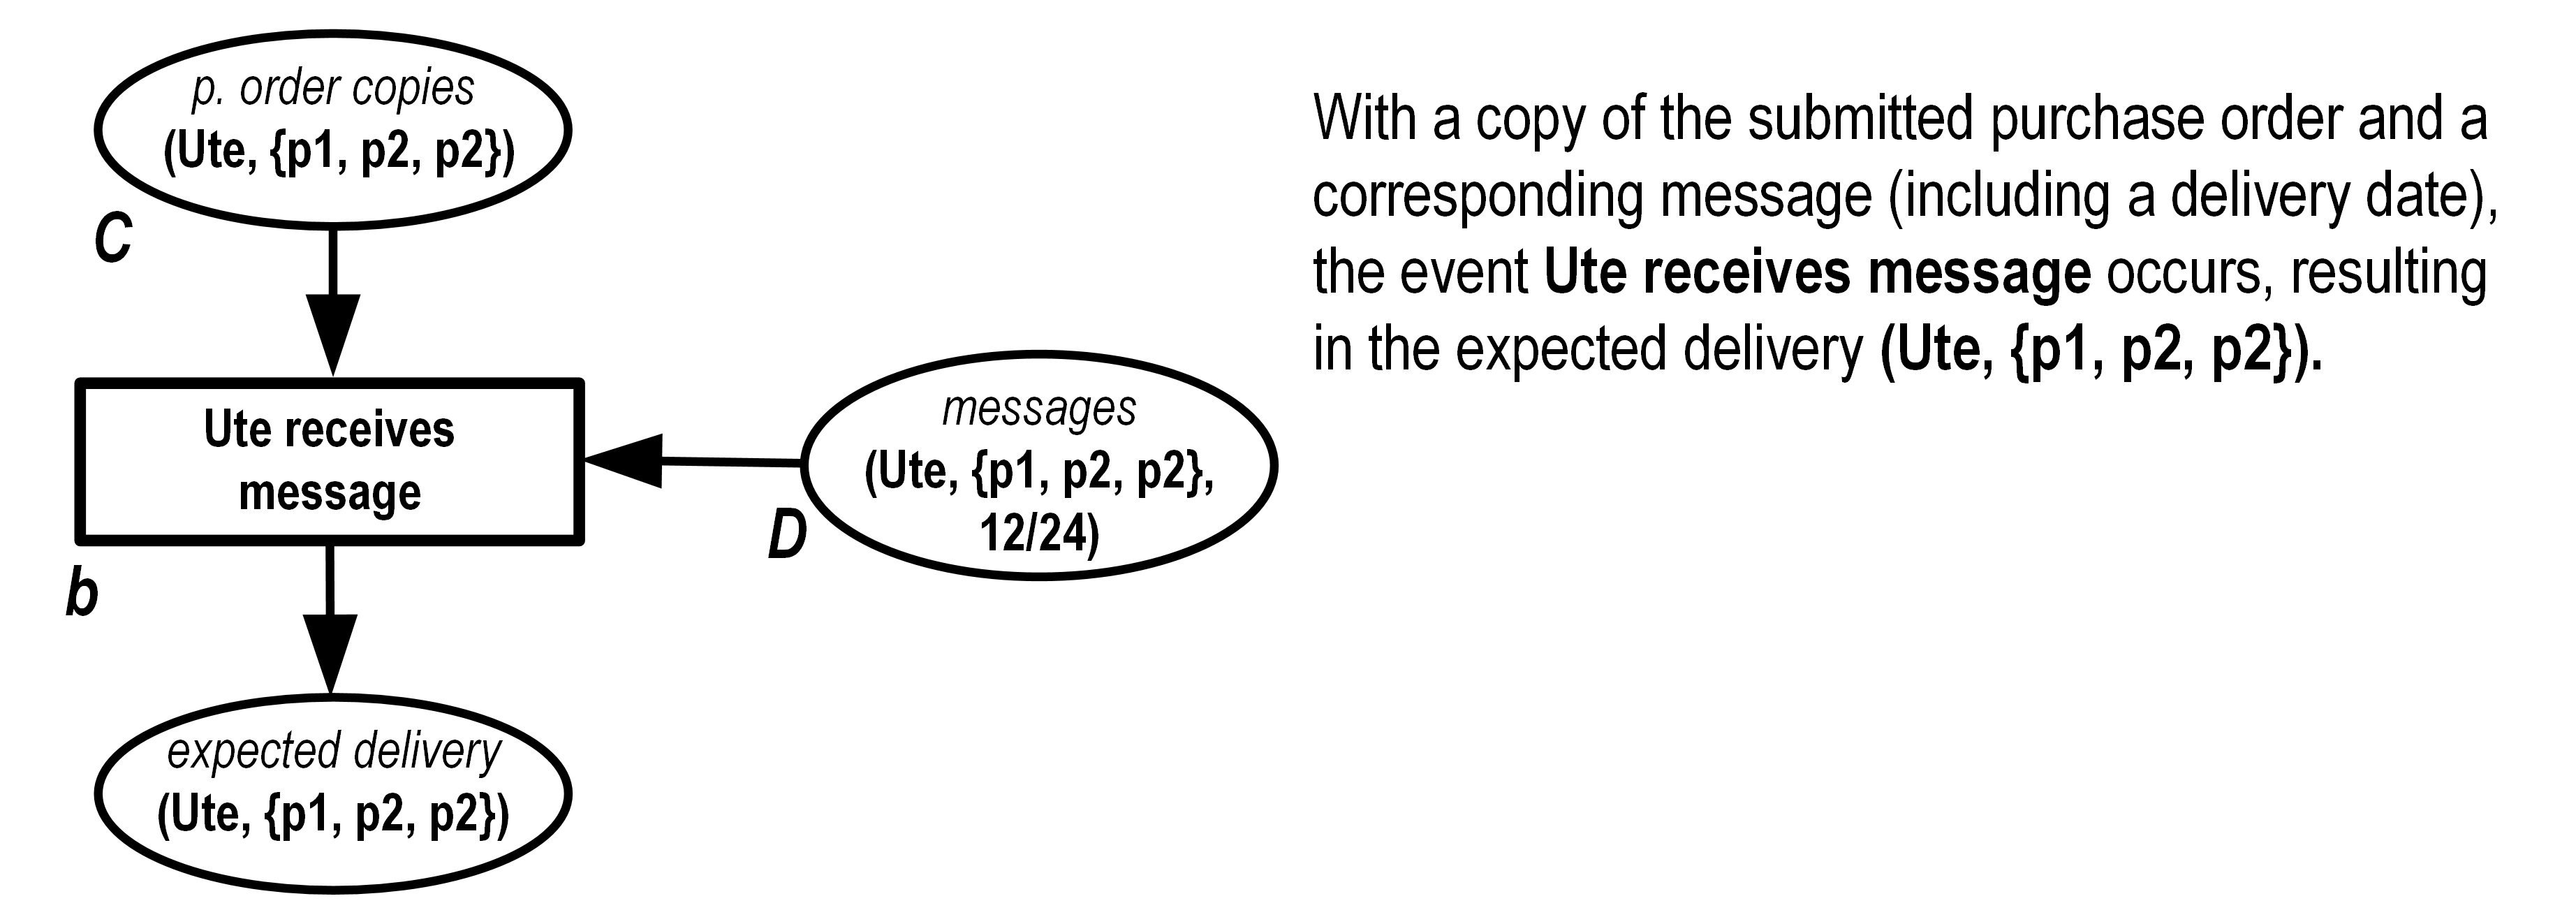 p. order copies
(Ute, {p1, p2, p2})
C
Ute receives
message
b
messages
(Ute, {p1, p2, p2},
12/24)
D
expected delivery
(Ute, {p1, p2, p2})
With a copy of the submitted purchase order and a
corresponding message (including a delivery date),
the event Ute receives message occurs, resulting
in the expected delivery (Ute, {p1, p2, p2}).